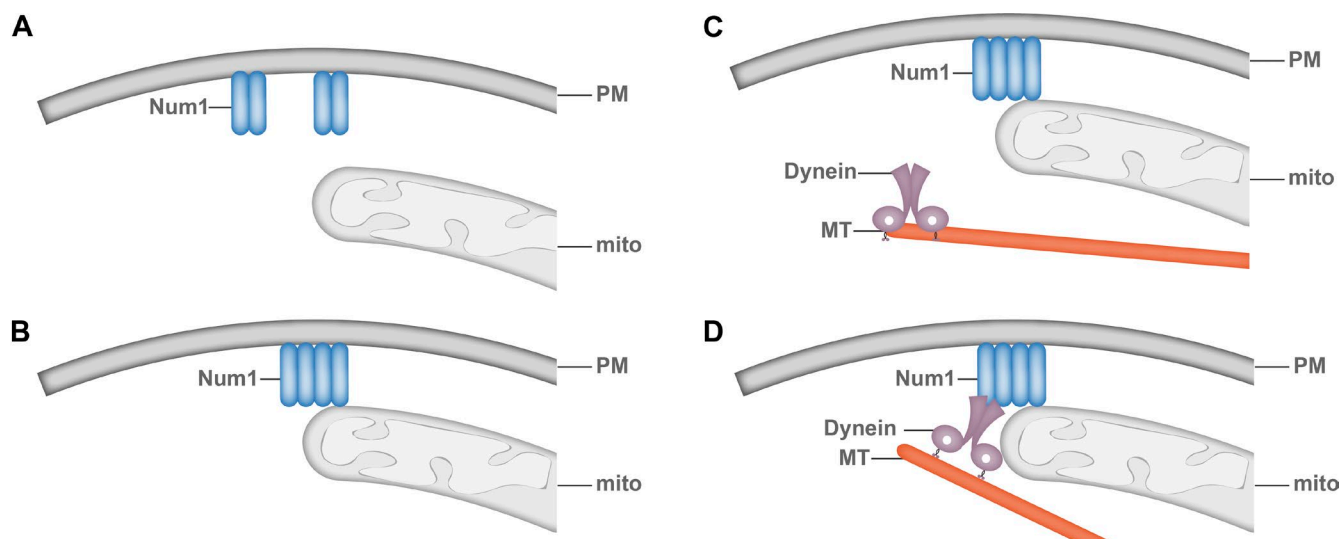 A
PM
Num1
mito
B
PM
Num1
mito
C
PM
Num1
Dynein
mito
MT
D
PM
Num1
Dynein
MT
mito